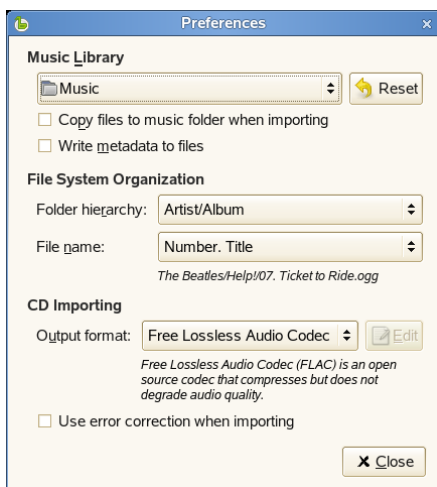 Preferences
Music Library
Music
Reset
Copy files to music folder when importing
Write metadata to files
File System Organization
Folder hierarchy: Artist/Album
File name: Number. Title
The Beatles/Help!/07. Ticket to Ride.ogg
CD Importing
Output format: Free Lossless Audio Codec Edit
Free Lossless Audio Codec (FLAC) is an open
source codec that compresses but does not
degrade audio quality.
Use error correction when importing
Close